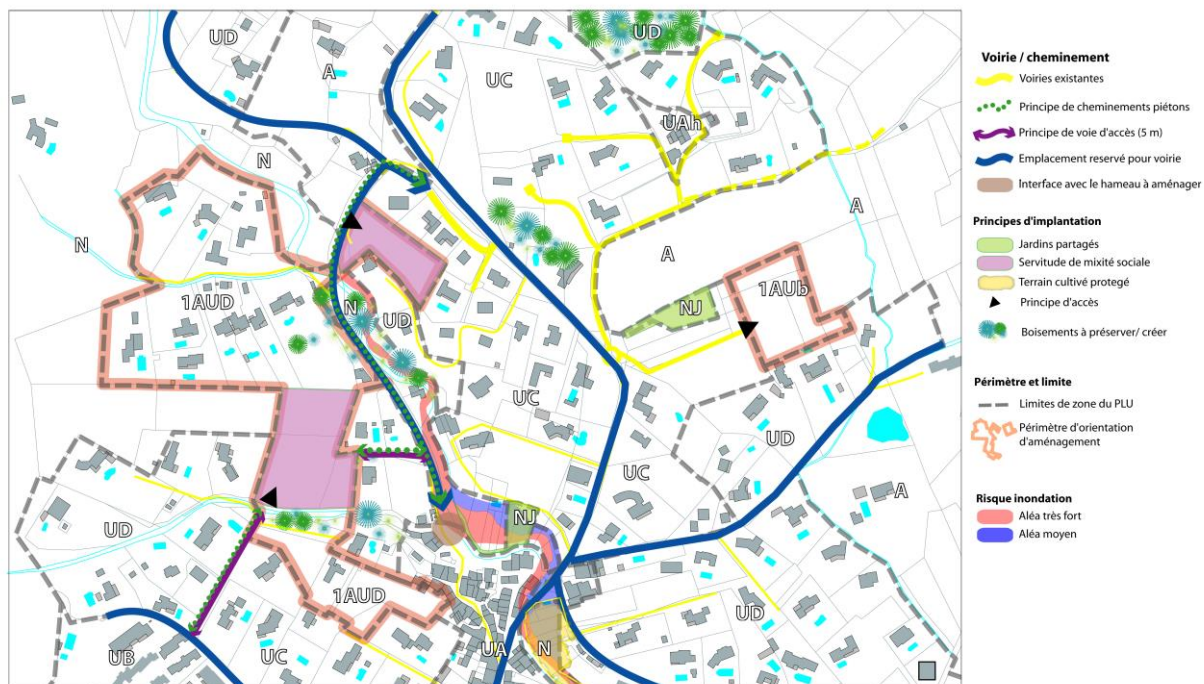 UD
UD
A
UC
UAh
N
A
N
A
1AUb
NJ
1AUD
N
UD
UC
UD
UC
A
NJ
UD
1AUD
UD
N
UA
UC
UB
Voirie / cheminement
Voiries existantes
Principe de cheminements piétons
Principe de voie d'accès (5 m)
Emplacement reservé pour voirie
Interface avec le hameau à aménager
Principes d'implantation
Jardins partagés
Servitude de mixité sociale
Terrain cultivé protegé
Principe d'accès
Boisements à préserver/ créer
Périmètre et limite
Limites de zone du PLU
Périmètre d'orientation
d'aménagement
Risque inondation
Aléa très fort
Aléa moyen